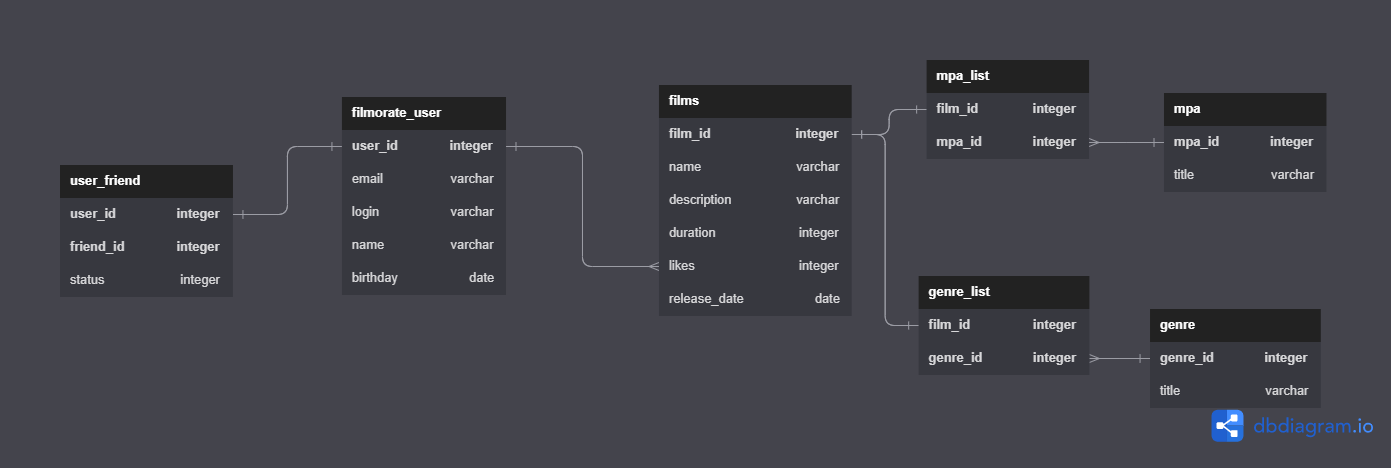 user_friend
user_id integer
friend_id integer
status integer
filmorate_user
user_id integer
email varchar
login varchar
name varchar
birthday date
films
film_id integer
name varchar
description varchar
duration integer
likes integer
release_date date
mpa_list
film_id integer
mpa_id integer
mpa
mpa_id integer
title varchar
genre_list
film_id integer
genre_id integer
genre
genre_id integer
title varchar
dbdiagram.io